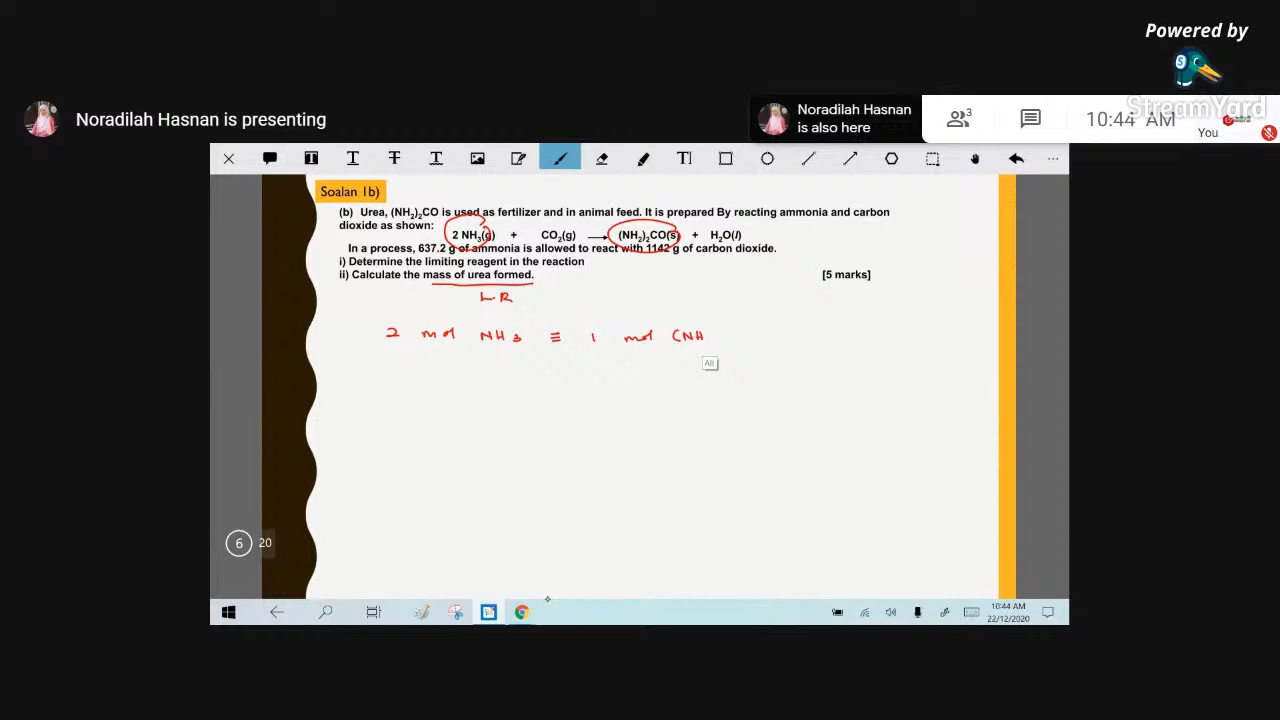 Powered by
S
StreamYard
Noradilah Hasnan is presenting
Noradilah Hasnan
is also here
3
10:44 AM
You
Soalan 1b)
(b) Urea, (NH₂)₂CO is used as fertilizer and in animal feed. It is prepared By reacting ammonia and carbon
dioxide as shown:
2 NH₃(g) + CO₂(g) ⟶ (NH₂)₂CO(s) + H₂O(l)
In a process, 637.2 g of ammonia is allowed to react with 1142 g of carbon dioxide.
i) Determine the limiting reagent in the reaction
ii) Calculate the mass of urea formed. [5 marks]
L.R
2 mol NH₃ ≡ 1 mol (NH
All
6 20
10:44 AM
22/12/2020